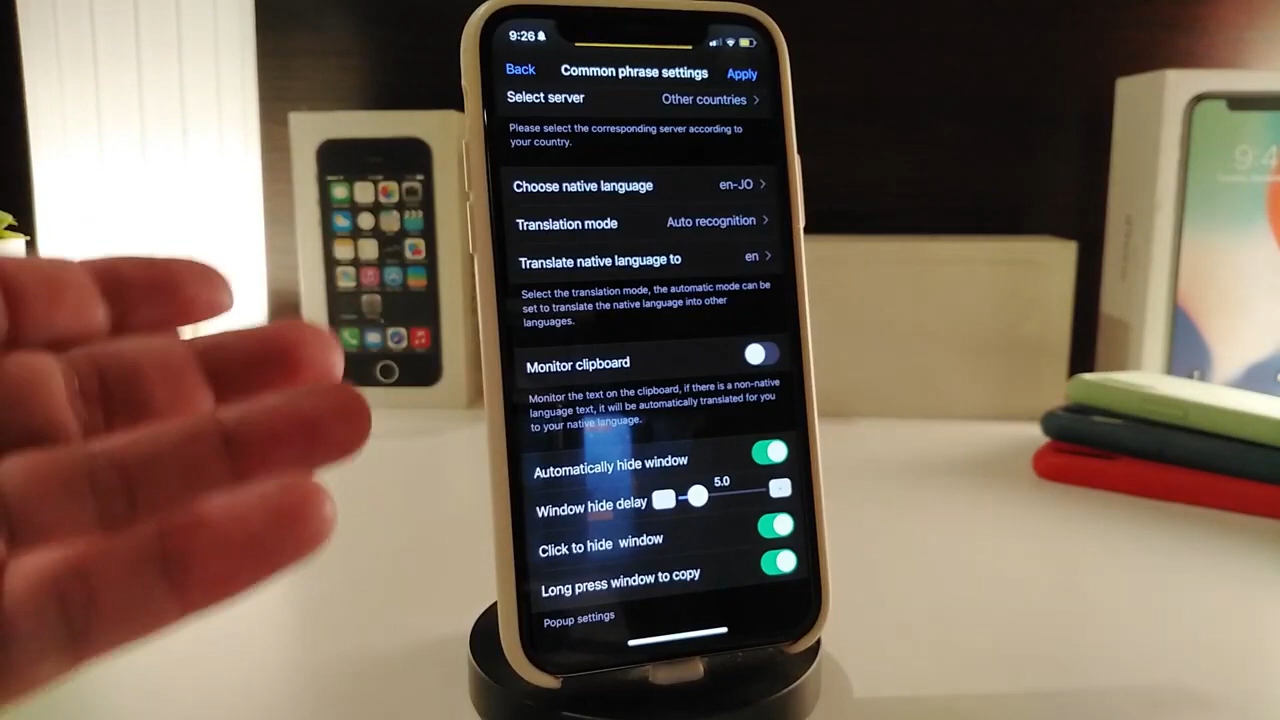 9:26
Back Common phrase settings Apply
Select server Other countries
Please select the corresponding server according to
your country.
Choose native language en-JO
Translation mode Auto recognition
Translate native language to en
Select the translation mode, the automatic mode can be
set to translate the native language into other
languages.
Monitor clipboard
Monitor the text on the clipboard, if there is a non-native
language text, it will be automatically translated for you
to your native language.
Automatically hide window
Window hide delay 5.0
Click to hide window
Long press window to copy
Popup settings